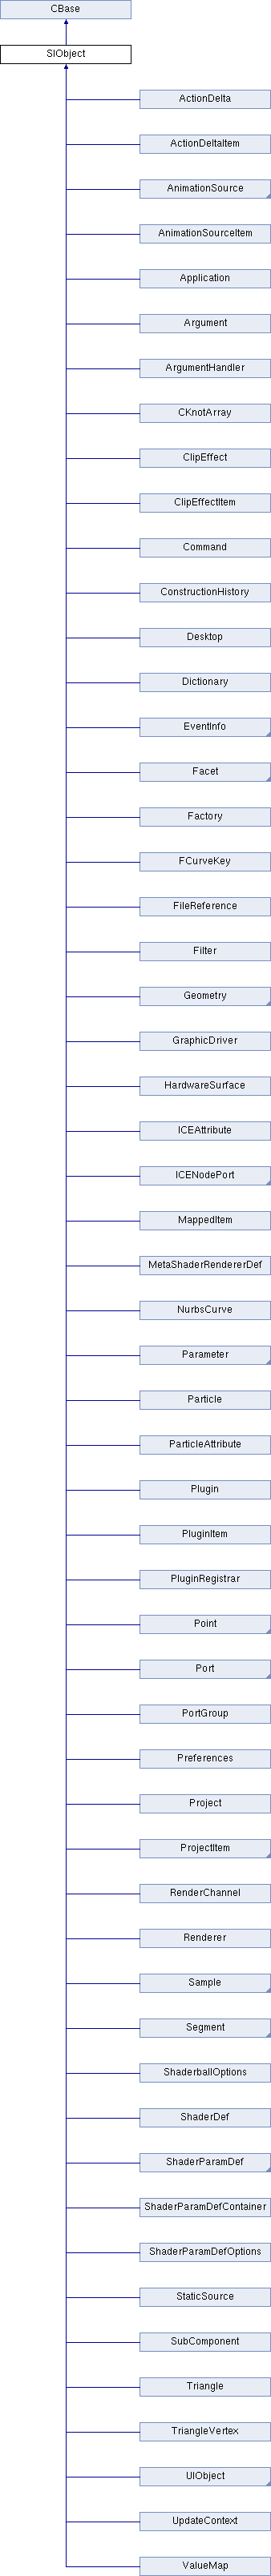 CBase
SIObject
ActionDelta
ActionDeltaItem
AnimationSource
AnimationSourceItem
Application
Argument
ArgumentHandler
CKnotArray
ClipEffect
ClipEffectItem
Command
ConstructionHistory
Desktop
Dictionary
EventInfo
Facet
Factory
FCurveKey
FileReference
Filter
Geometry
GraphicDriver
HardwareSurface
ICEAttribute
ICENodePort
MappedItem
MetaShaderRendererDef
NurbsCurve
Parameter
Particle
ParticleAttribute
Plugin
PluginItem
PluginRegistrar
Point
Port
PortGroup
Preferences
Project
ProjectItem
RenderChannel
Renderer
Sample
Segment
ShaderballOptions
ShaderDef
ShaderParamDef
ShaderParamDefContainer
ShaderParamDefOptions
StaticSource
SubComponent
Triangle
TriangleVertex
UIObject
UpdateContext
ValueMap